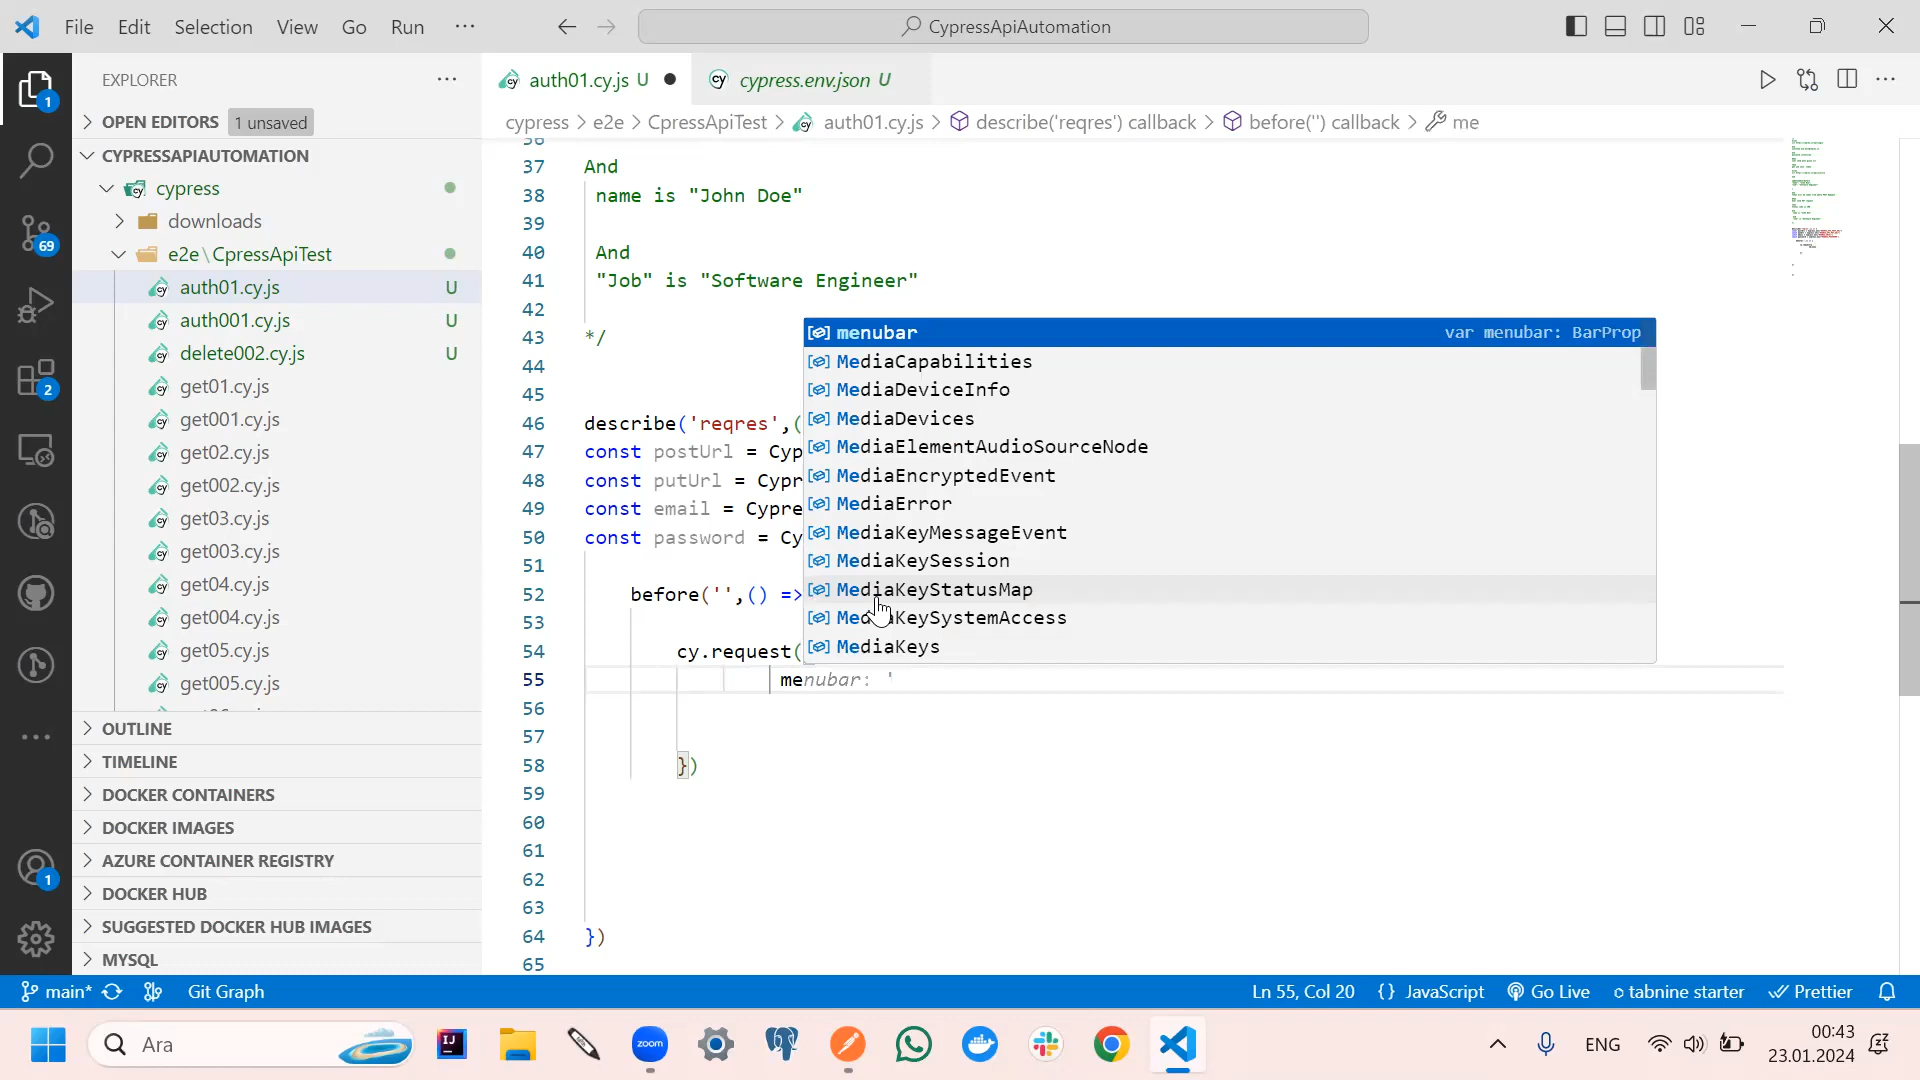 File Edit Selection View Go Run ···
CypressApiAutomation
EXPLORER
OPEN EDITORS 1 unsaved
CYPRESSAPIAUTOMATION
cypress
downloads
e2e\CpressApiTest
auth01.cy.js U
auth001.cy.js U
delete002.cy.js U
get01.cy.js
get001.cy.js
get02.cy.js
get002.cy.js
get03.cy.js
get003.cy.js
get04.cy.js
get004.cy.js
get05.cy.js
get005.cy.js
OUTLINE
TIMELINE
DOCKER CONTAINERS
DOCKER IMAGES
AZURE CONTAINER REGISTRY
DOCKER HUB
SUGGESTED DOCKER HUB IMAGES
MYSQL
1
69
2
1
auth01.cy.js U
cypress.env.json U
cypress > e2e > CpressApiTest > auth01.cy.js > describe('reqres') callback > before('') callback > me
36
37 And
38 name is "John Doe"
39
40 And
41 "Job" is "Software Engineer"
42
43 */
44
45
46 describe('reqres',(
47 const postUrl = Cyp
48 const putUrl = Cypr
49 const email = Cypre
50 const password = Cy
51
52 before('',() =>
53
54 cy.request(
55 menubar: '
56
57
58 })
59
60
61
62
63
64 })
65
menubar var menubar: BarProp
MediaCapabilities
MediaDeviceInfo
MediaDevices
MediaElementAudioSourceNode
MediaEncryptedEvent
MediaError
MediaKeyMessageEvent
MediaKeySession
MediaKeyStatusMap
MediaKeySystemAccess
MediaKeys
main* Git Graph Ln 55, Col 20 {} JavaScript Go Live tabnine starter Prettier
Ara
IJ
zoom
ENG
00:43
23.01.2024